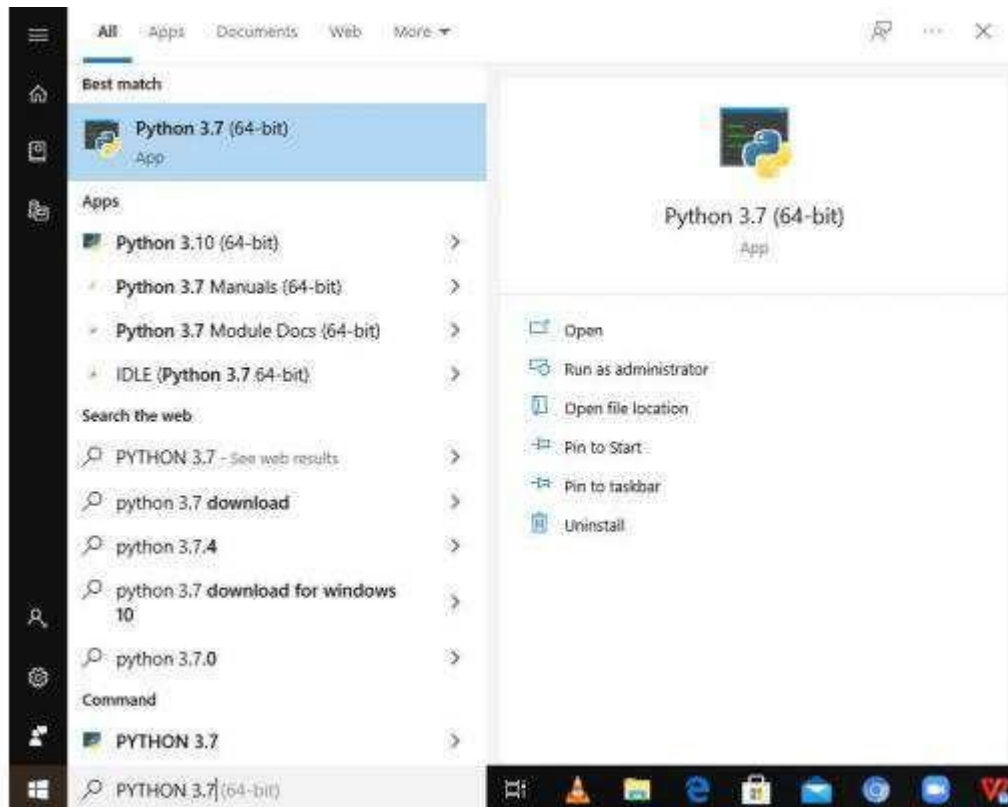 All Apps Documents Web More
Best match
Python 3.7 (64-bit)
App
Apps
Python 3.10 (64-bit)
Python 3.7 Manuals (64-bit)
Python 3.7 Module Docs (64-bit)
IDLE (Python 3.7 64-bit)
Search the web
PYTHON 3.7 - See web results
python 3.7 download
python 3.7.4
python 3.7 download for windows
10
python 3.7.0
Command
PYTHON 3.7
PYTHON 3.7 (64-bit)
Python 3.7 (64-bit)
App
Open
Run as administrator
Open file location
Pin to Start
Pin to taskbar
Uninstall